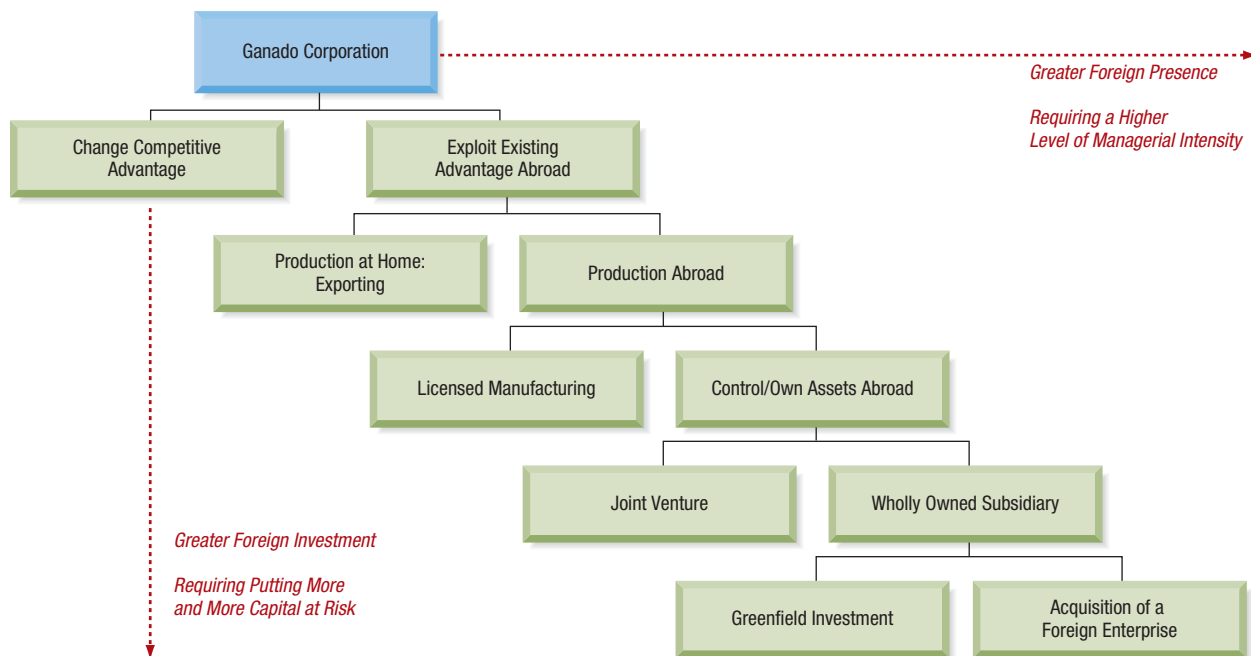 Ganado Corporation
Greater Foreign Presence
Requiring a Higher
Level of Managerial Intensity
Change Competitive
Advantage
Exploit Existing
Advantage Abroad
Production at Home:
Exporting
Production Abroad
Licensed Manufacturing
Control/Own Assets Abroad
Joint Venture
Wholly Owned Subsidiary
Greater Foreign Investment
Requiring Putting More
and More Capital at Risk
Greenfield Investment
Acquisition of a
Foreign Enterprise